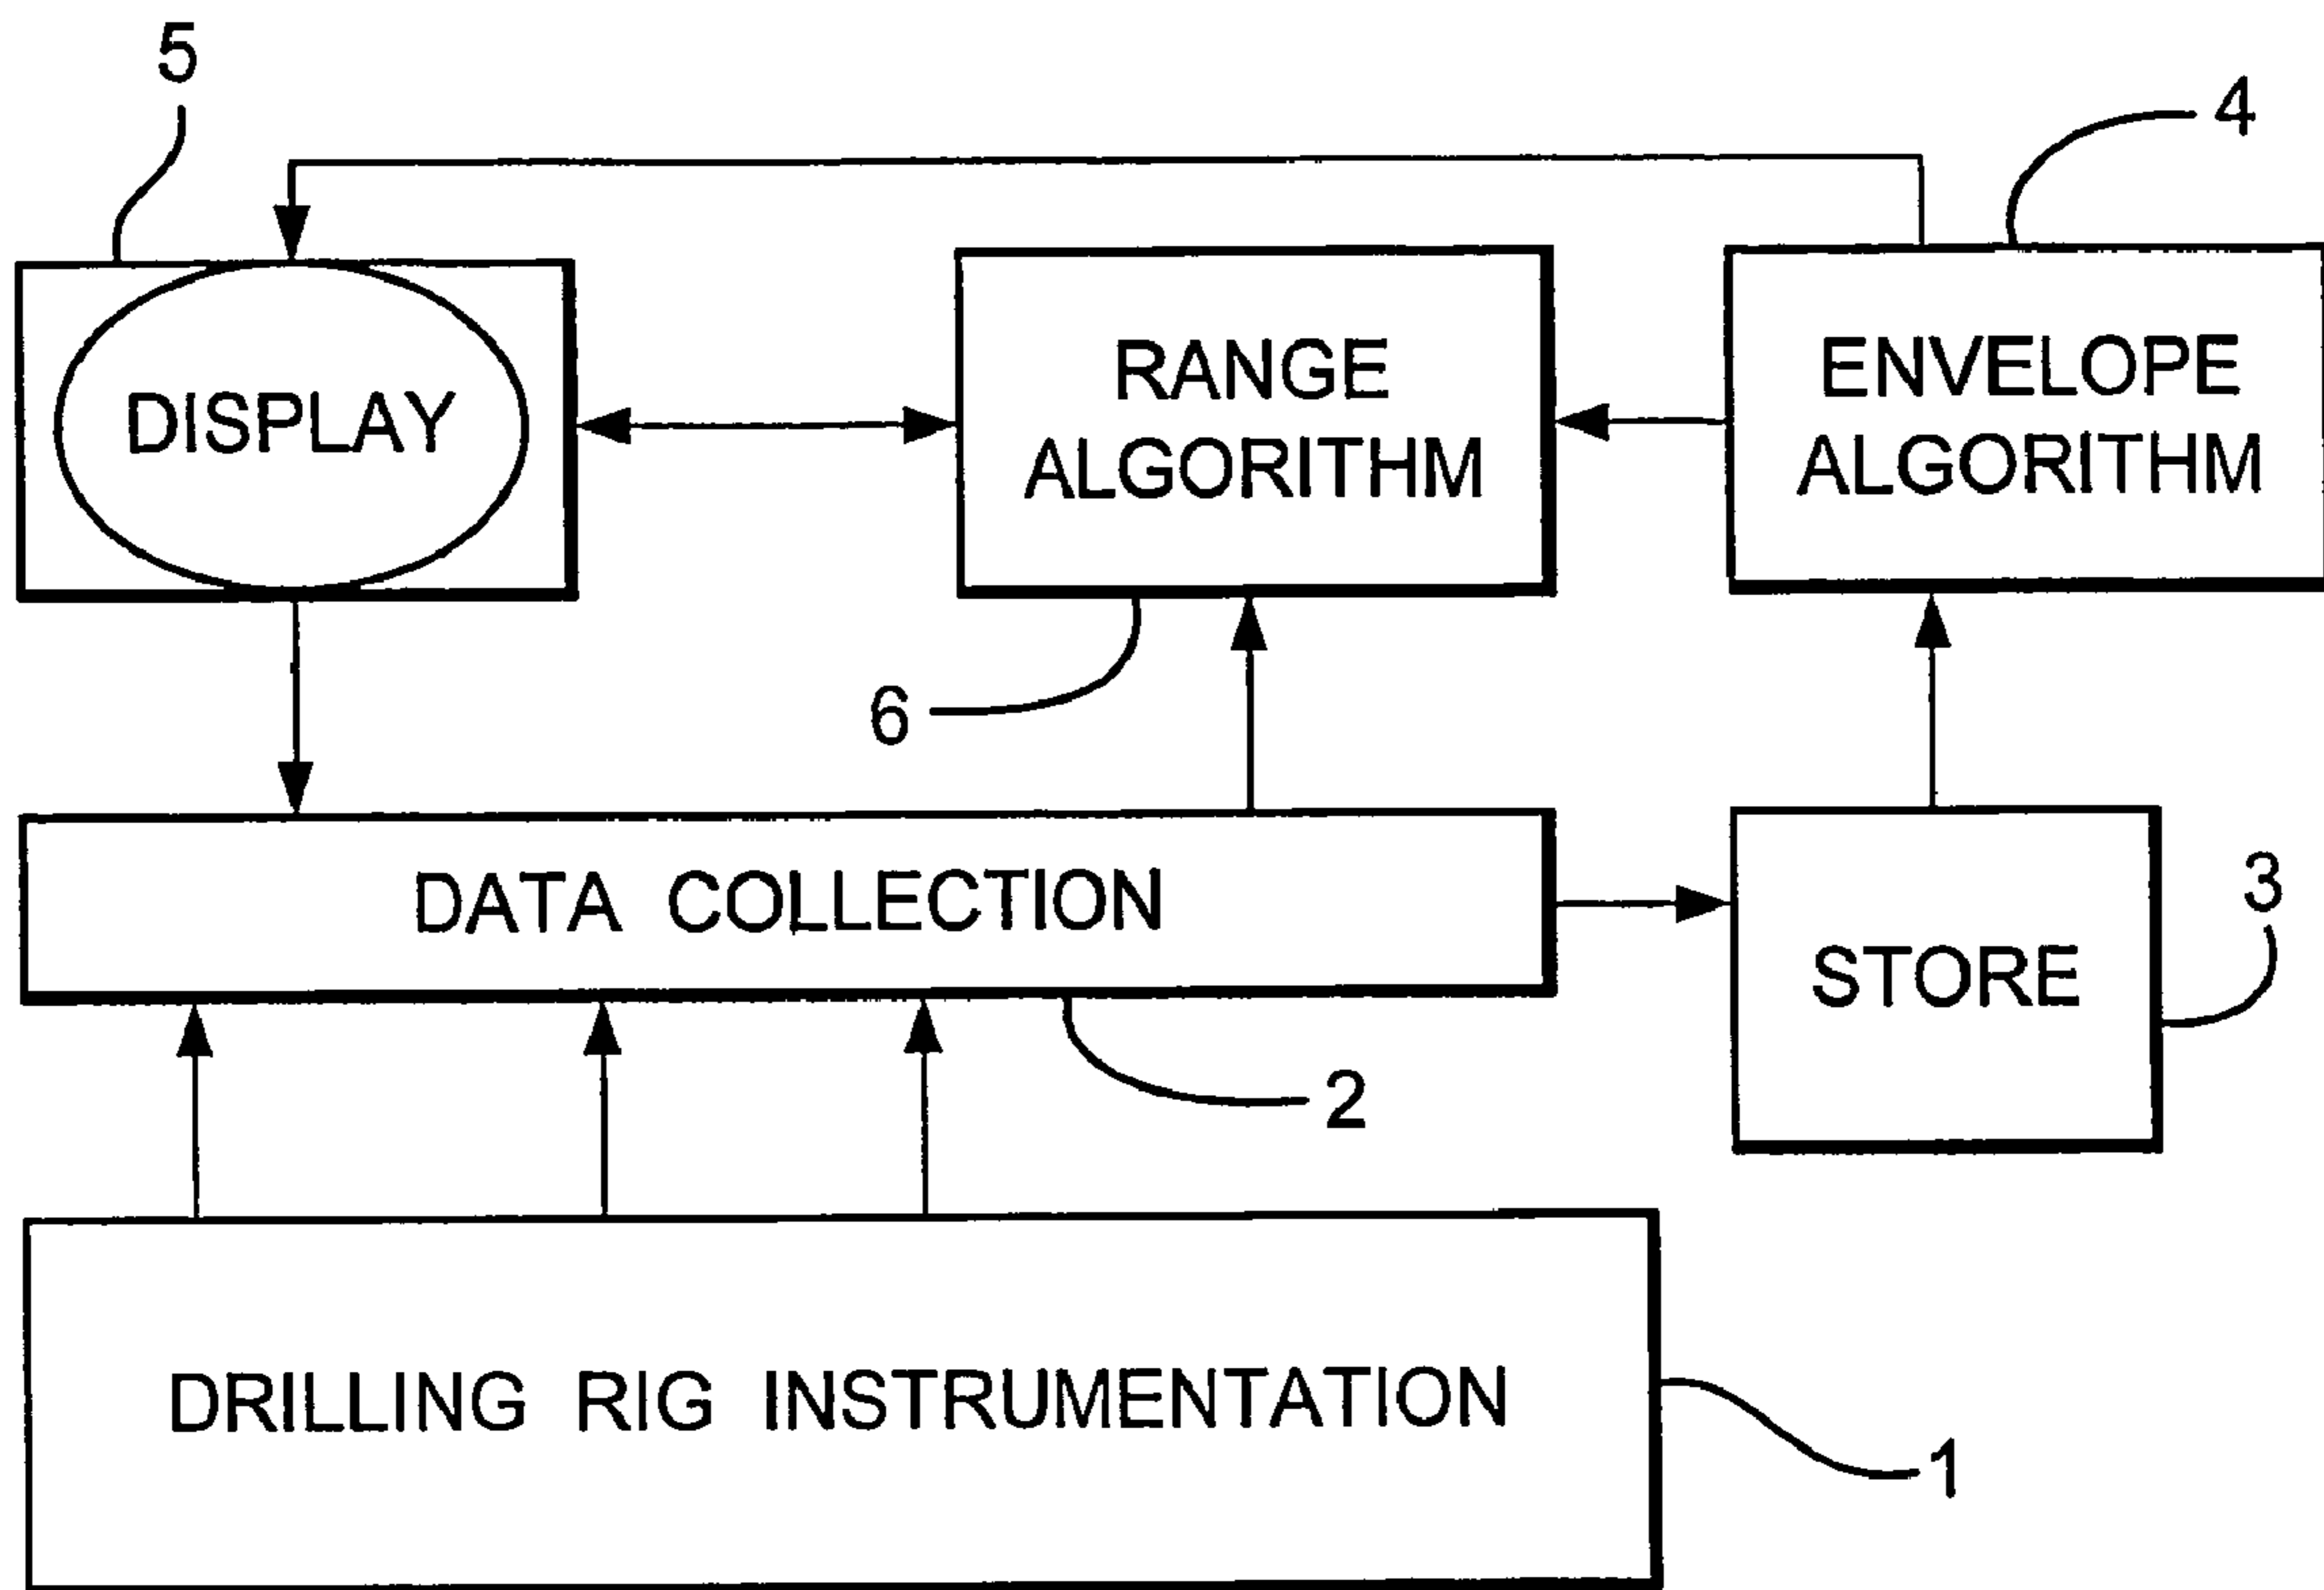 5
4
DISPLAY
RANGE
ALGORITHM
ENVELOPE
ALGORITHM
6
DATA COLLECTION
3
STORE
2
DRILLING RIG INSTRUMENTATION
1